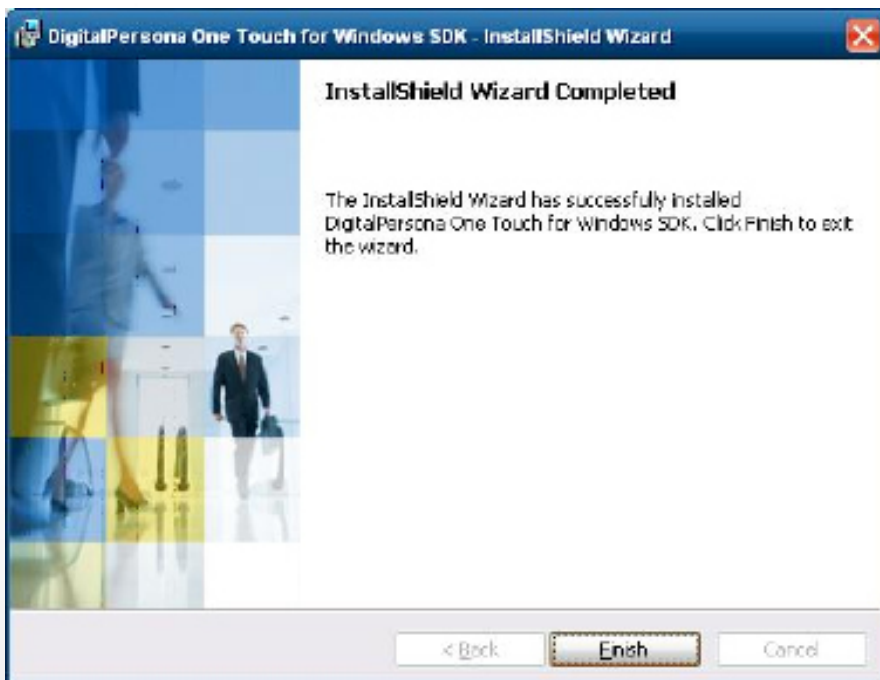 DigitalPersona One Touch for Windows SDK - InstallShield Wizard
InstallShield Wizard Completed
The InstallShield Wizard has successfully installed
DigitalPersona One Touch for Windows SDK. Click Finish to exit
the wizard.
< Back
Finish
Cancel